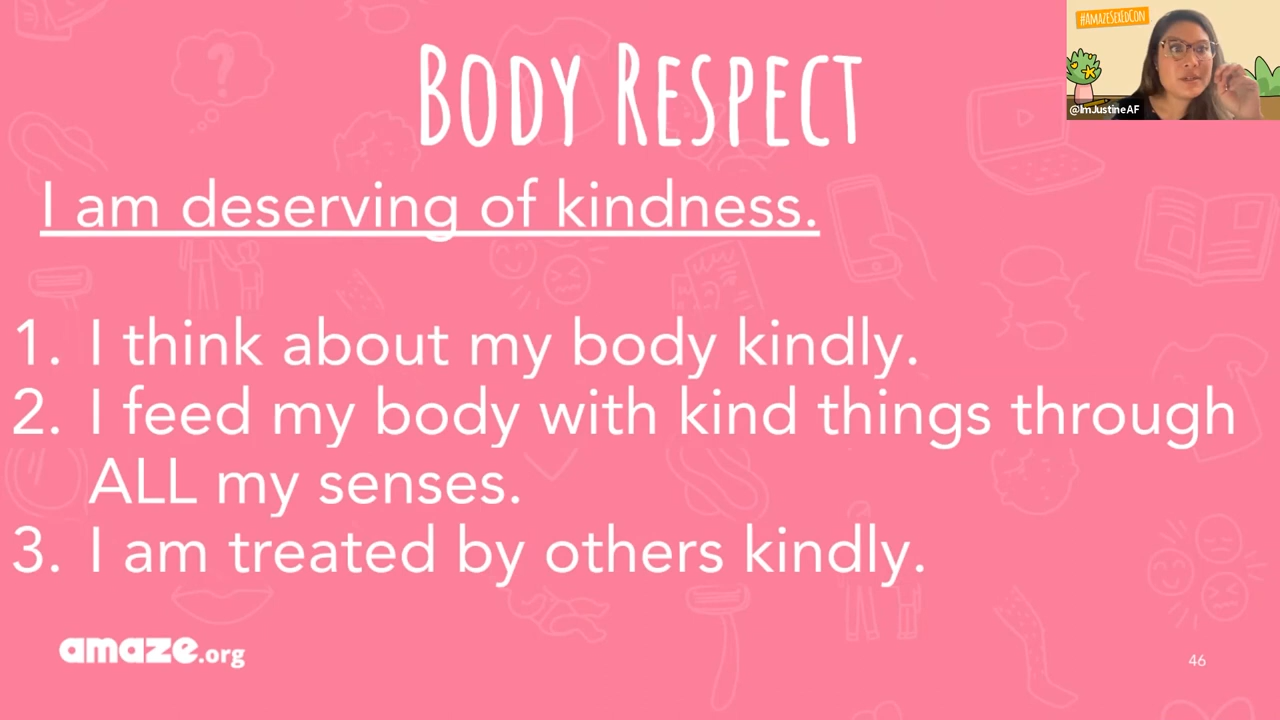 #AMAZESEXEDCON
@ImJustineAF
BODY RESPECT
I am deserving of kindness.
1. I think about my body kindly.
2. I feed my body with kind things through
ALL my senses.
3. I am treated by others kindly.
amaze.org
46